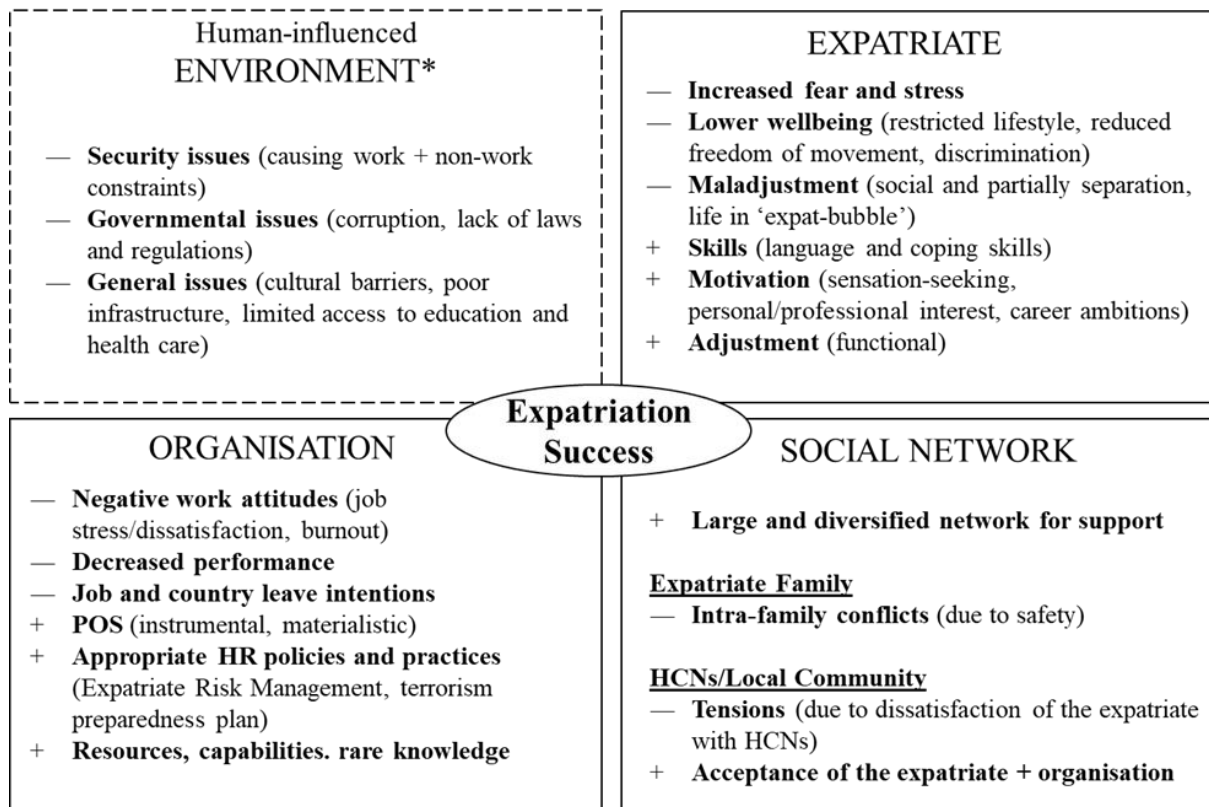 Human-influenced
ENVIRONMENT*
— Security issues (causing work + non-work
constraints)
— Governmental issues (corruption, lack of laws
and regulations)
— General issues (cultural barriers, poor
infrastructure, limited access to education and
health care)
EXPATRIATE
— Increased fear and stress
— Lower wellbeing (restricted lifestyle, reduced
freedom of movement, discrimination)
— Maladjustment (social and partially separation,
life in ‘expat-bubble’)
+ Skills (language and coping skills)
+ Motivation (sensation-seeking,
personal/professional interest, career ambitions)
+ Adjustment (functional)
Expatriation
Success
ORGANISATION
— Negative work attitudes (job
stress/dissatisfaction, burnout)
— Decreased performance
— Job and country leave intentions
+ POS (instrumental, materialistic)
+ Appropriate HR policies and practices
(Expatriate Risk Management, terrorism
preparedness plan)
+ Resources, capabilities. rare knowledge
SOCIAL NETWORK
+ Large and diversified network for support
Expatriate Family
— Intra-family conflicts (due to safety)
HCNs/Local Community
— Tensions (due to dissatisfaction of the expatriate
with HCNs)
+ Acceptance of the expatriate + organisation